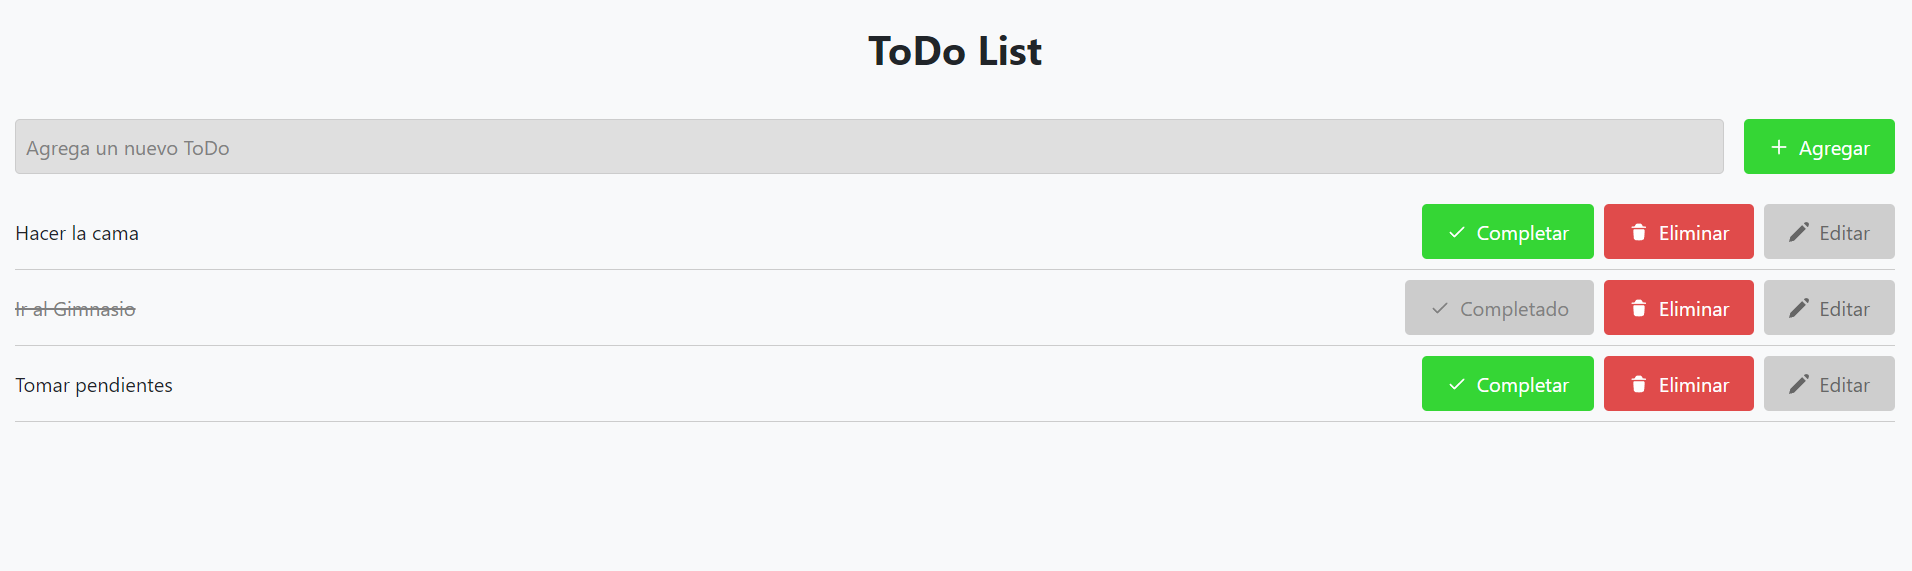 ToDo List
Agrega un nuevo ToDo
Agregar
Hacer la cama
Completar
Eliminar
Editar
Ir al Gimnasio
Completado
Eliminar
Editar
Tomar pendientes
Completar
Eliminar
Editar